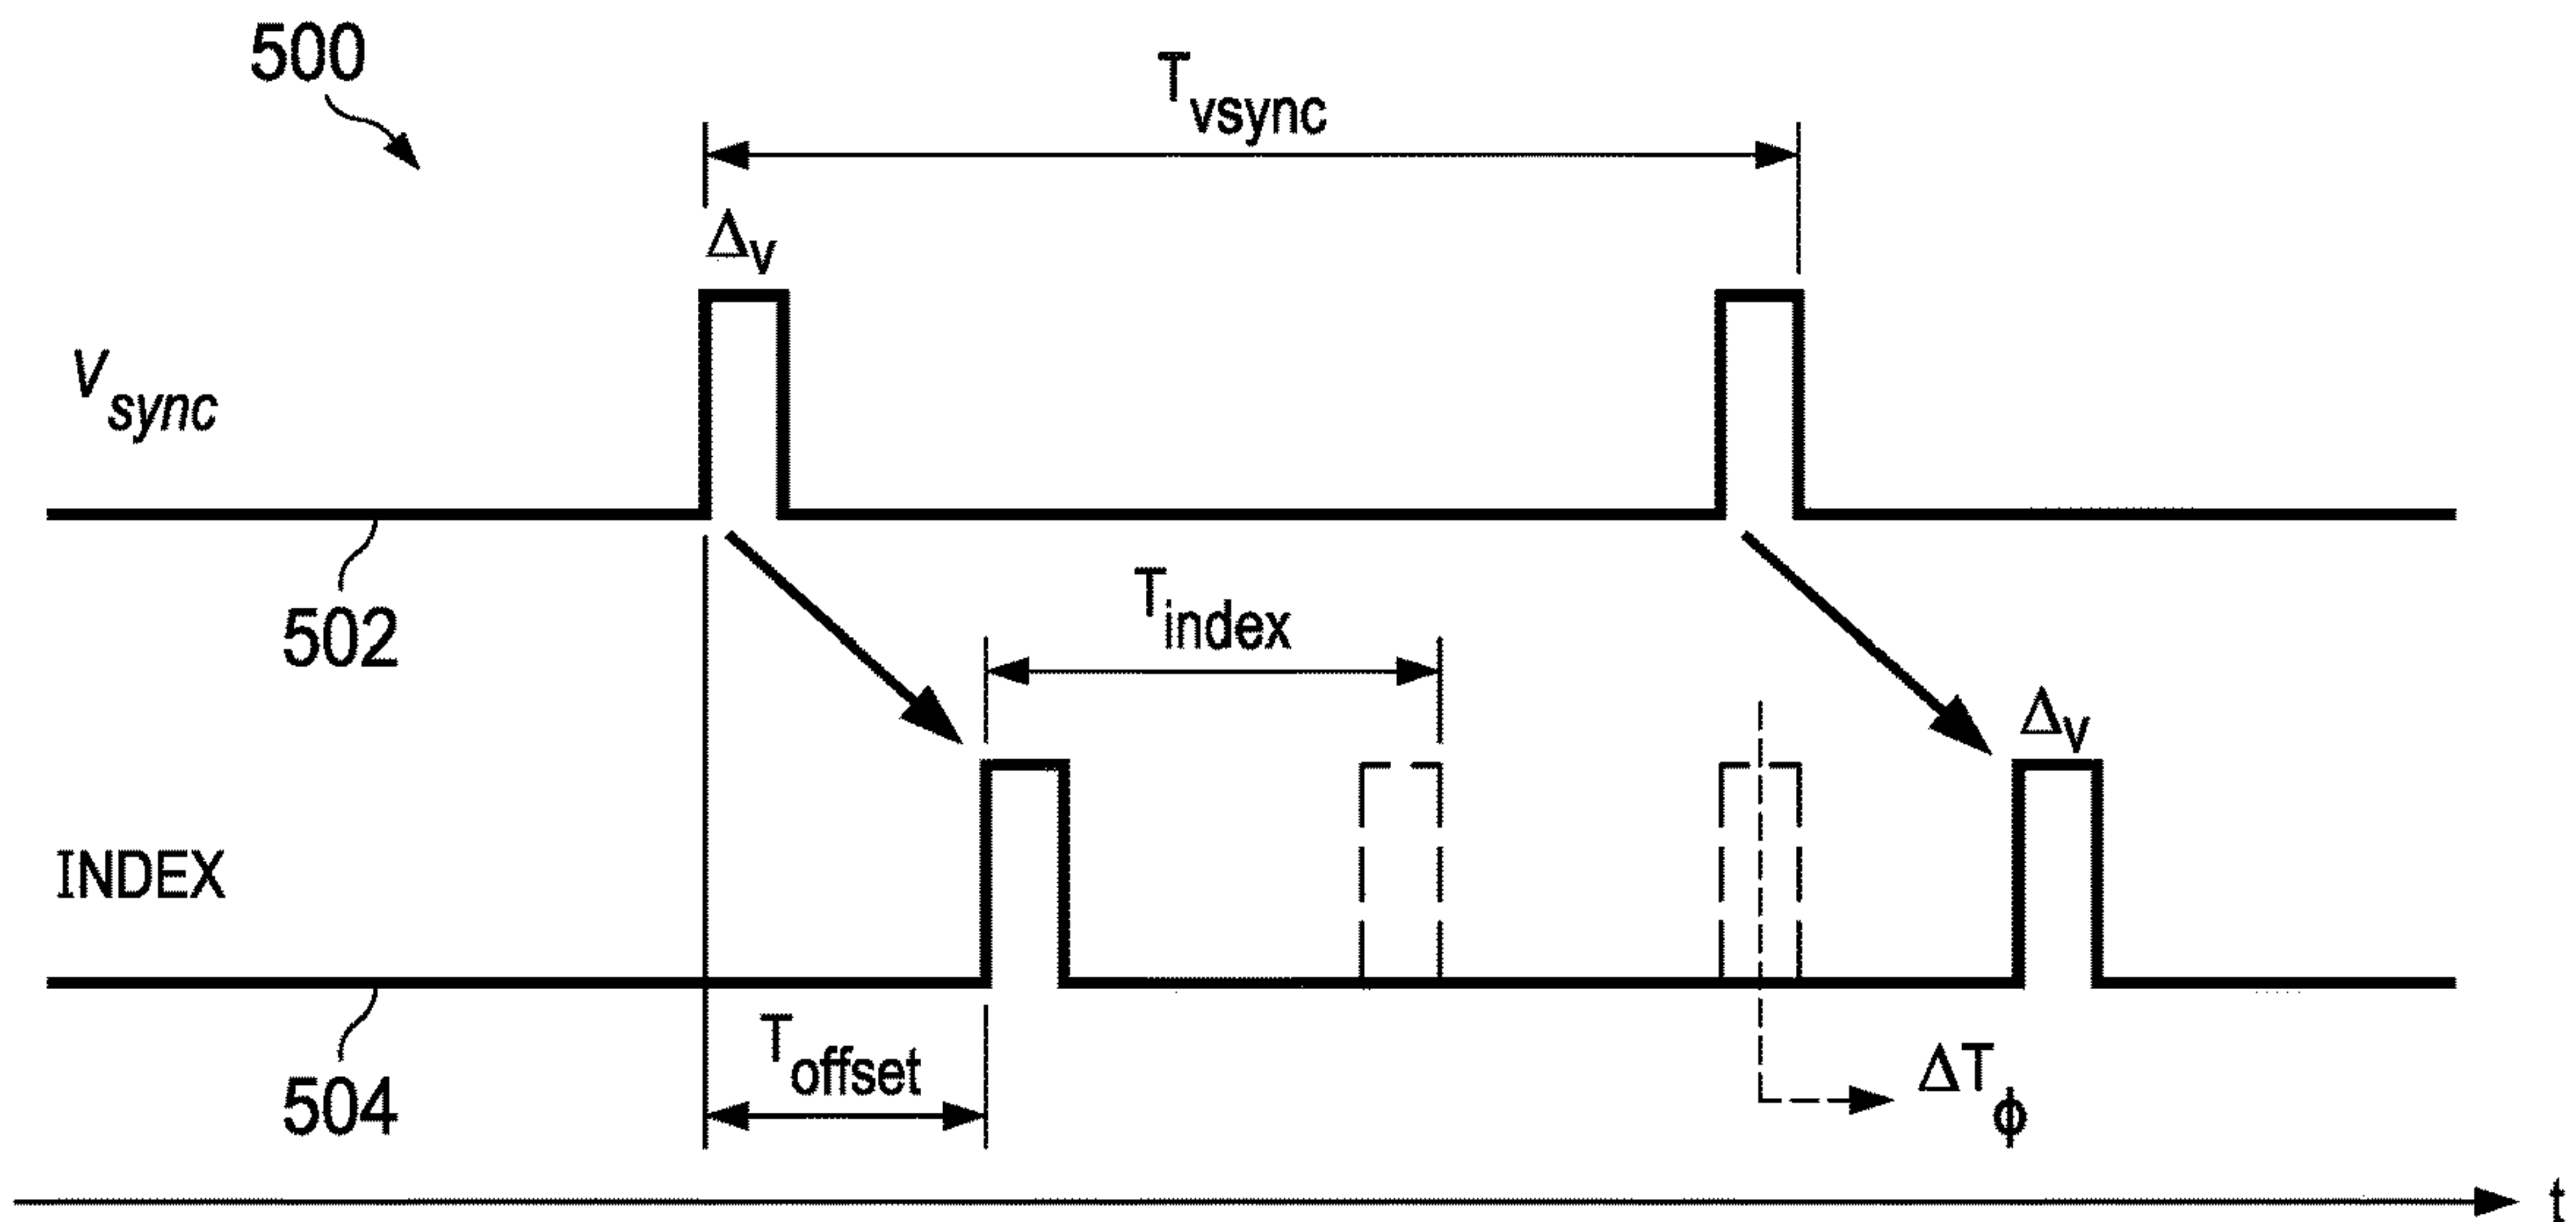 500
Tvsync
Δv
Vsync
502
Tindex
Δv
INDEX
Toffset
504
ΔTϕ
t